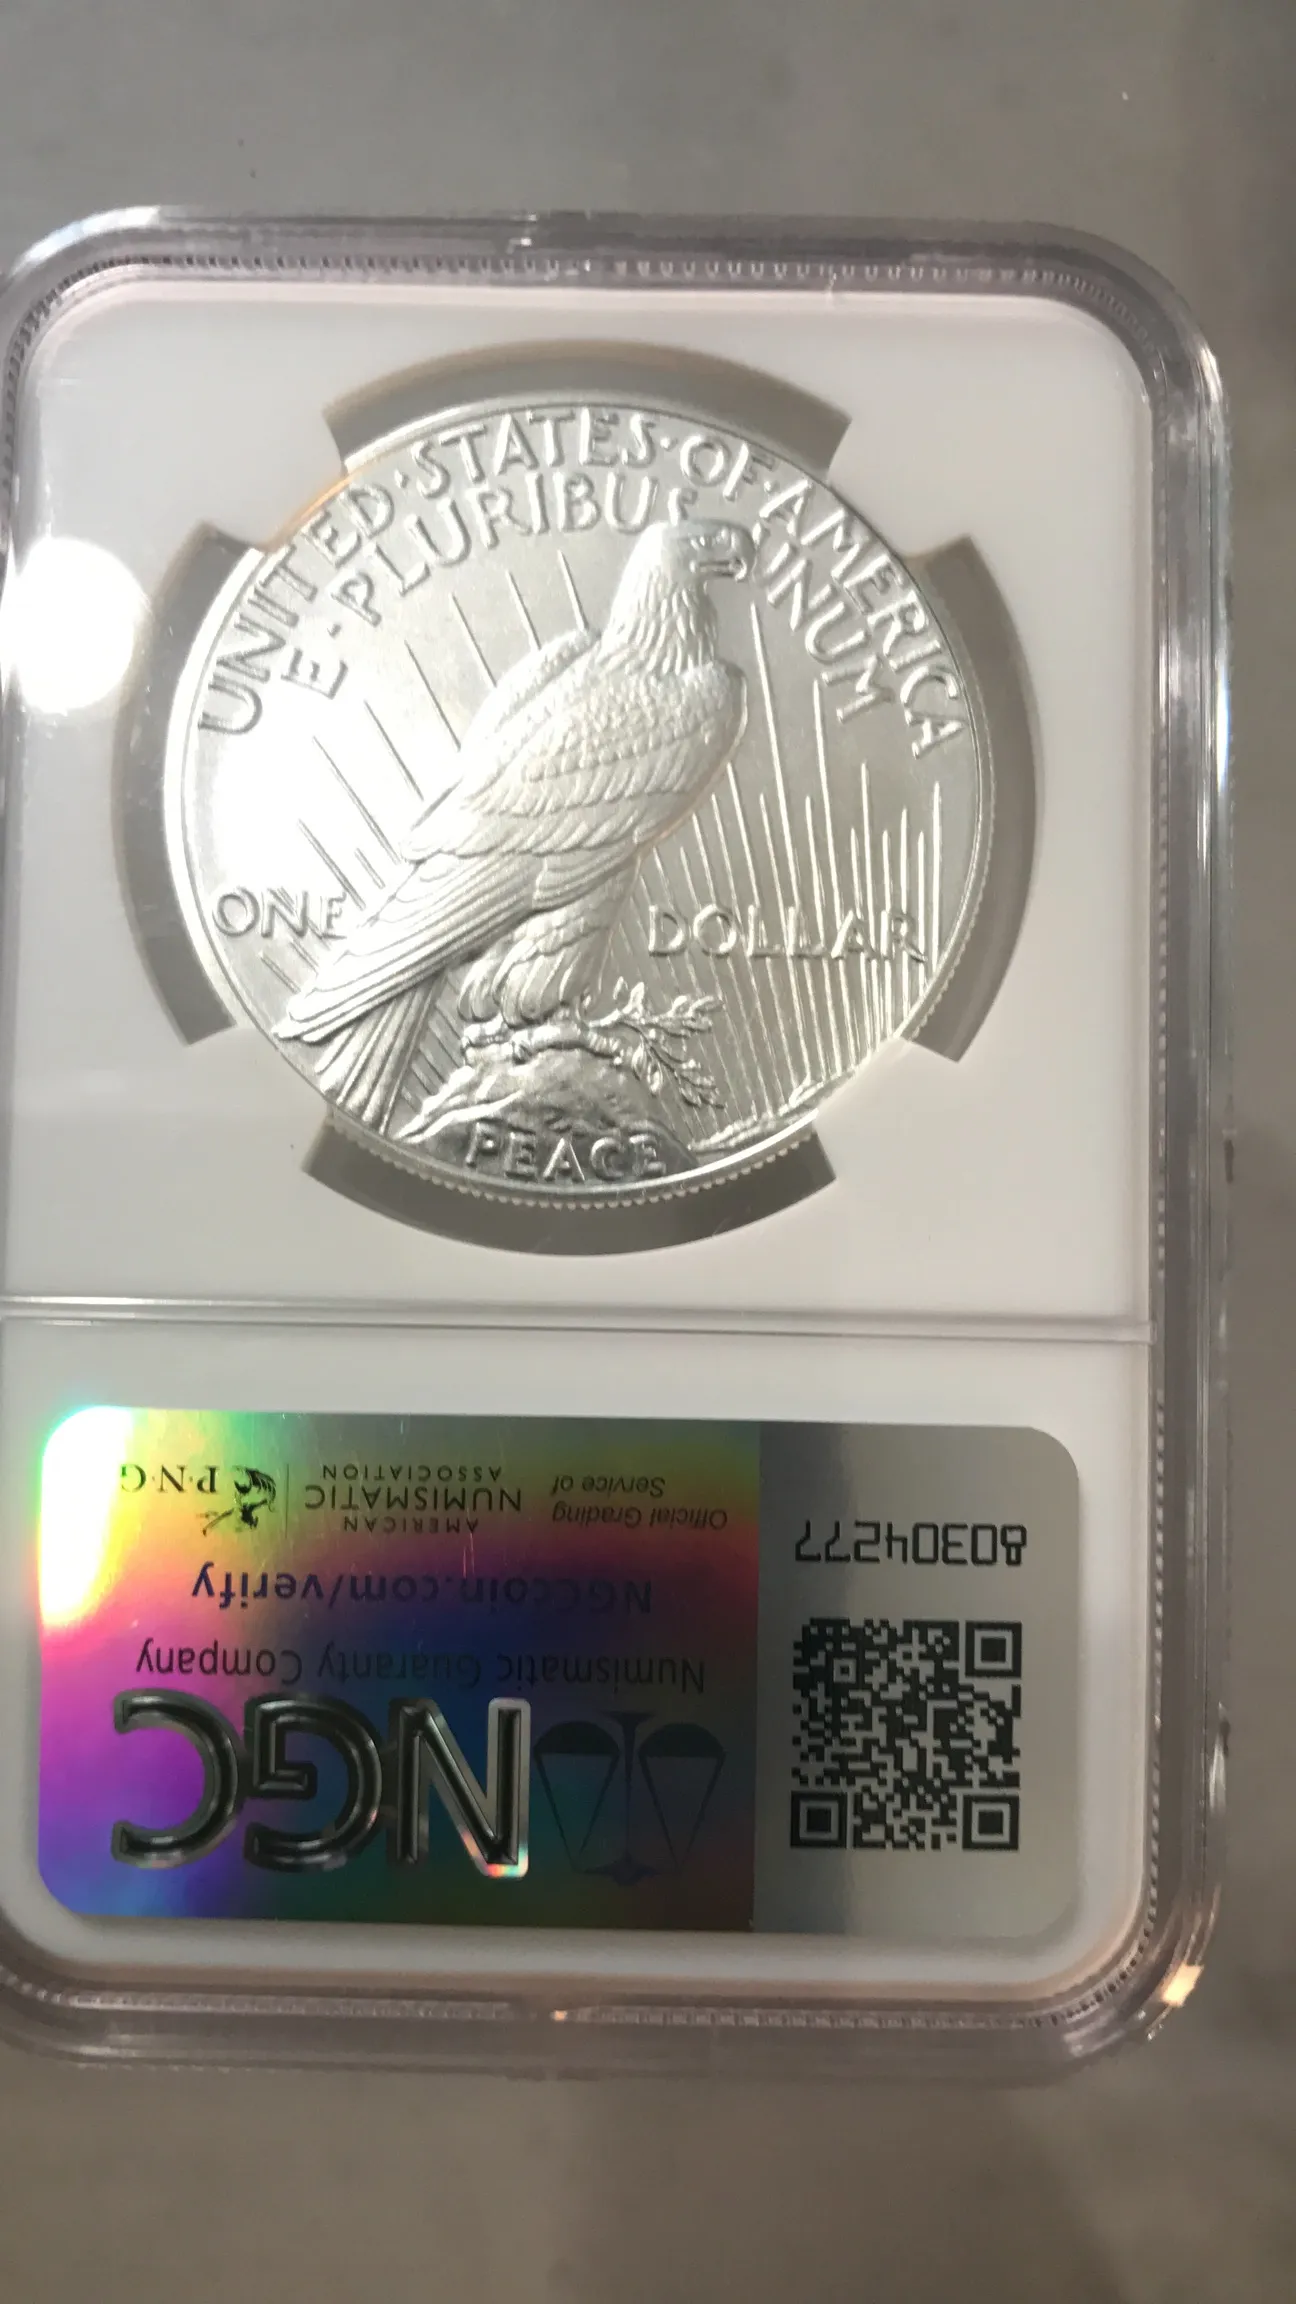 UNITED·STATES·OF·AMERICA
E·PLURIBUS UNUM
ONE DOLLAR
PEACE
80304277
NGC
Numismatic Guaranty Company
NGCcoin.com/verify
Official Grading
Service of
AMERICAN
NUMISMATIC
ASSOCIATION
P·N·G